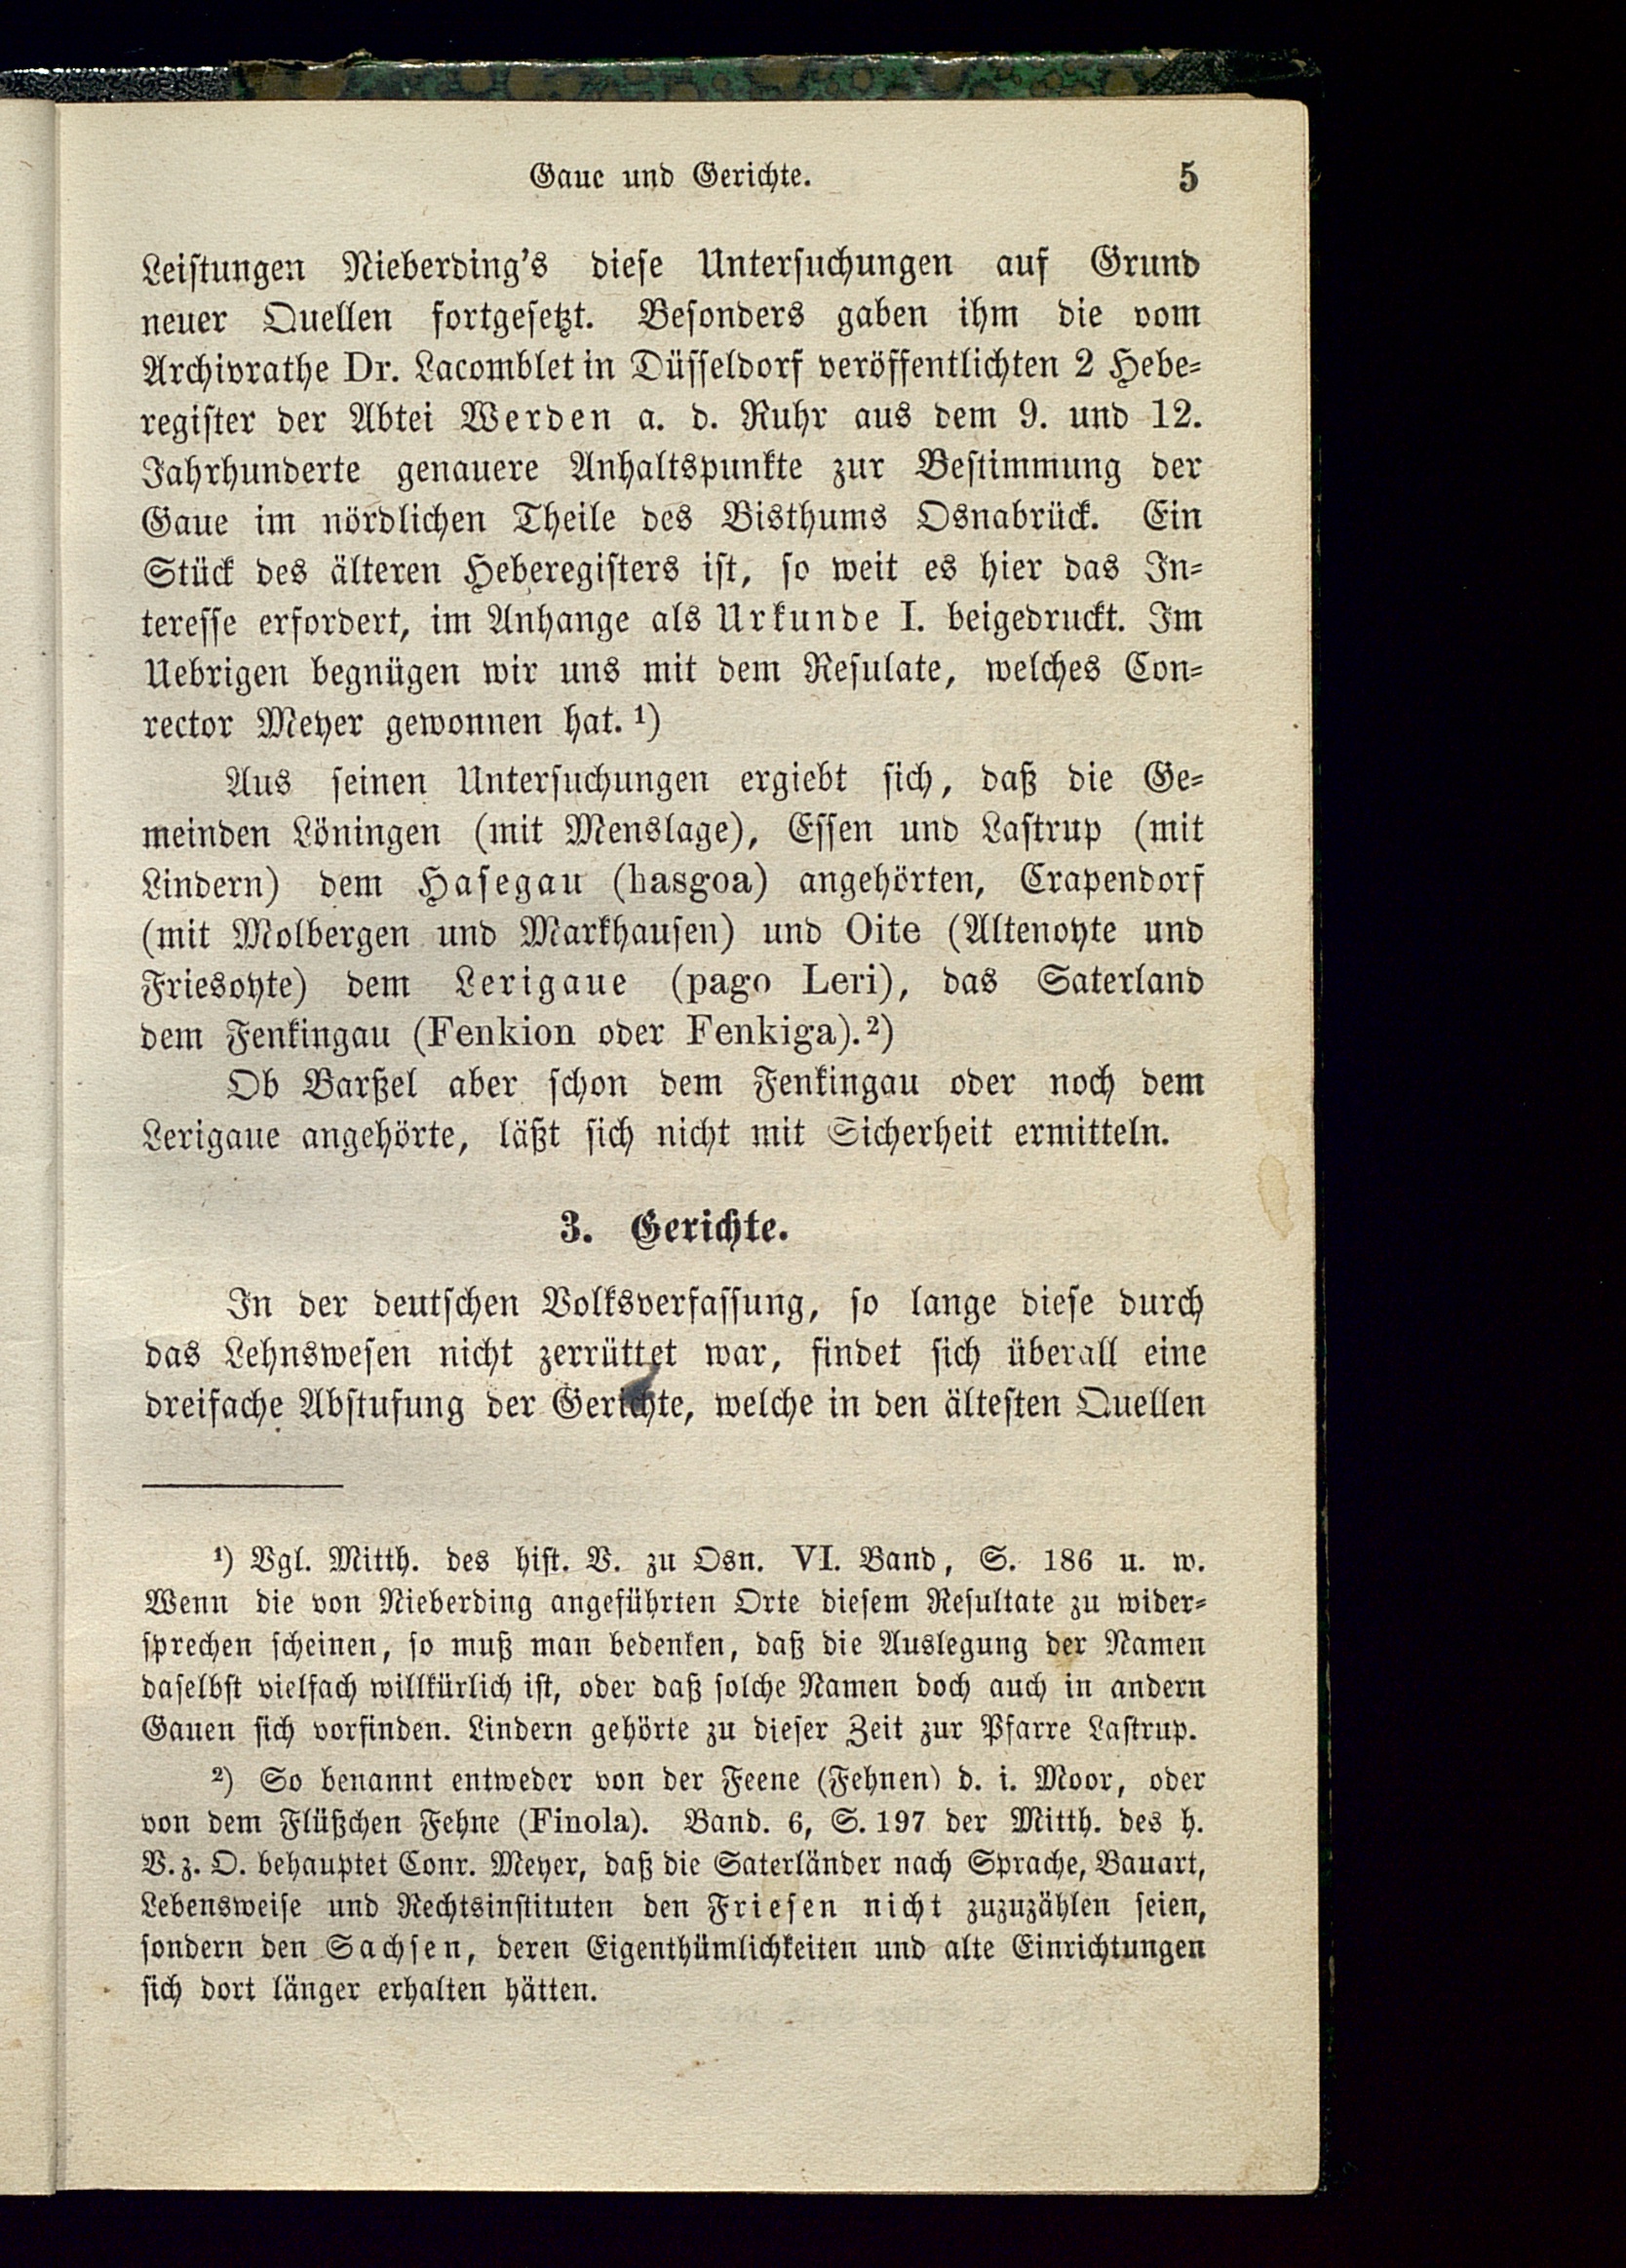 Gaue und Gerichte. 5
Leistungen Nieberding's diese Untersuchungen auf Grund
neuer Quellen fortgesetzt. Besonders gaben ihm die vom
Archivrathe Dr. Lacomblet in Düsseldorf veröffentlichten 2 Hebe-
register der Abtei Werden a. d. Ruhr aus dem 9. und 12.
Jahrhunderte genauere Anhaltspunkte zur Bestimmung der
Gaue im nördlichen Theile des Bisthums Osnabrück. Ein
Stück des älteren Heberegisters ist, so weit es hier das In-
teresse erfordert, im Anhange als Urkunde I. beigedruckt. Im
Uebrigen begnügen wir uns mit dem Resulate, welches Con-
rector Meyer gewonnen hat. ¹)
Aus seinen Untersuchungen ergiebt sich, daß die Ge-
meinden Löningen (mit Menslage), Essen und Lastrup (mit
Lindern) dem Hasegau (hasgoa) angehörten, Crapendorf
(mit Molbergen und Markhausen) und Oite (Altenoyte und
Friesoyte) dem Lerigaue (pago Leri), das Saterland
dem Fenkingau (Fenkion oder Fenkiga).²)
Ob Barßel aber schon dem Fenkingau oder noch dem
Lerigaue angehörte, läßt sich nicht mit Sicherheit ermitteln.
3. Gerichte.
In der deutschen Volksverfassung, so lange diese durch
das Lehnswesen nicht zerrüttet war, findet sich überall eine
dreifache Abstufung der Gerichte, welche in den ältesten Quellen
¹) Vgl. Mitth. des hist. V. zu Osn. VI. Band, S. 186 u. w.
Wenn die von Nieberding angeführten Orte diesem Resultate zu wider-
sprechen scheinen, so muß man bedenken, daß die Auslegung der Namen
daselbst vielfach willkürlich ist, oder daß solche Namen doch auch in andern
Gauen sich vorfinden. Lindern gehörte zu dieser Zeit zur Pfarre Lastrup.
²) So benannt entweder von der Feene (Fehnen) d. i. Moor, oder
von dem Flüßchen Fehne (Finola). Band. 6, S. 197 der Mitth. des h.
V. z. O. behauptet Conr. Meyer, daß die Saterländer nach Sprache, Bauart,
Lebensweise und Rechtsinstituten den Friesen nicht zuzuzählen seien,
sondern den Sachsen, deren Eigenthümlichkeiten und alte Einrichtungen
sich dort länger erhalten hätten.